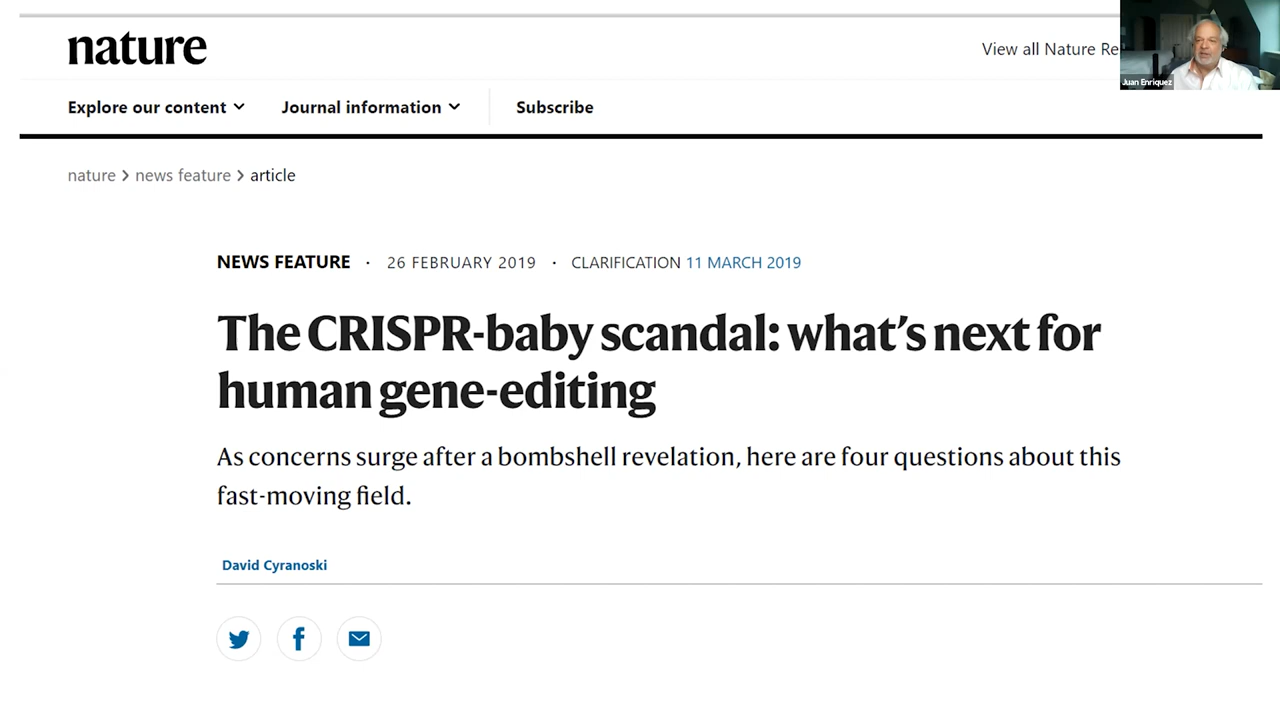 nature
View all Nature Re
Juan Enriquez
Explore our content
Journal information
Subscribe
nature > news feature > article
NEWS FEATURE · 26 FEBRUARY 2019 · CLARIFICATION 11 MARCH 2019
The CRISPR-baby scandal: what's next for
human gene-editing
As concerns surge after a bombshell revelation, here are four questions about this
fast-moving field.
David Cyranoski